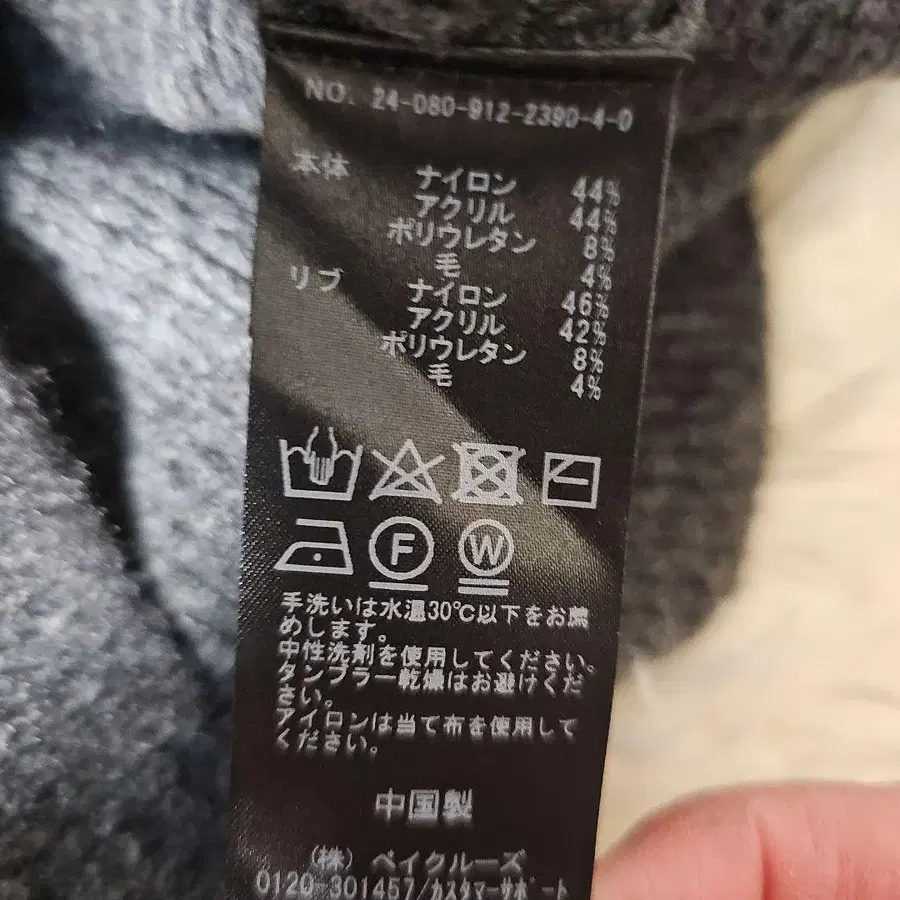 NO. 24-080-912-2390-4-0
本体 ナイロン 44%
アクリル 44%
ポリウレタン 8%
毛 4%
リブ ナイロン 46%
アクリル 42%
ポリウレタン 8%
毛 4%
F W
手洗いは水温30℃以下をお薦
めします。
中性洗剤を使用してください。
タンブラー乾燥はお避けくだ
さい。
アイロンは当て布を使用して
ください。
中国製
(株) ベイクルーズ
0120-301457/カスタマーサポート